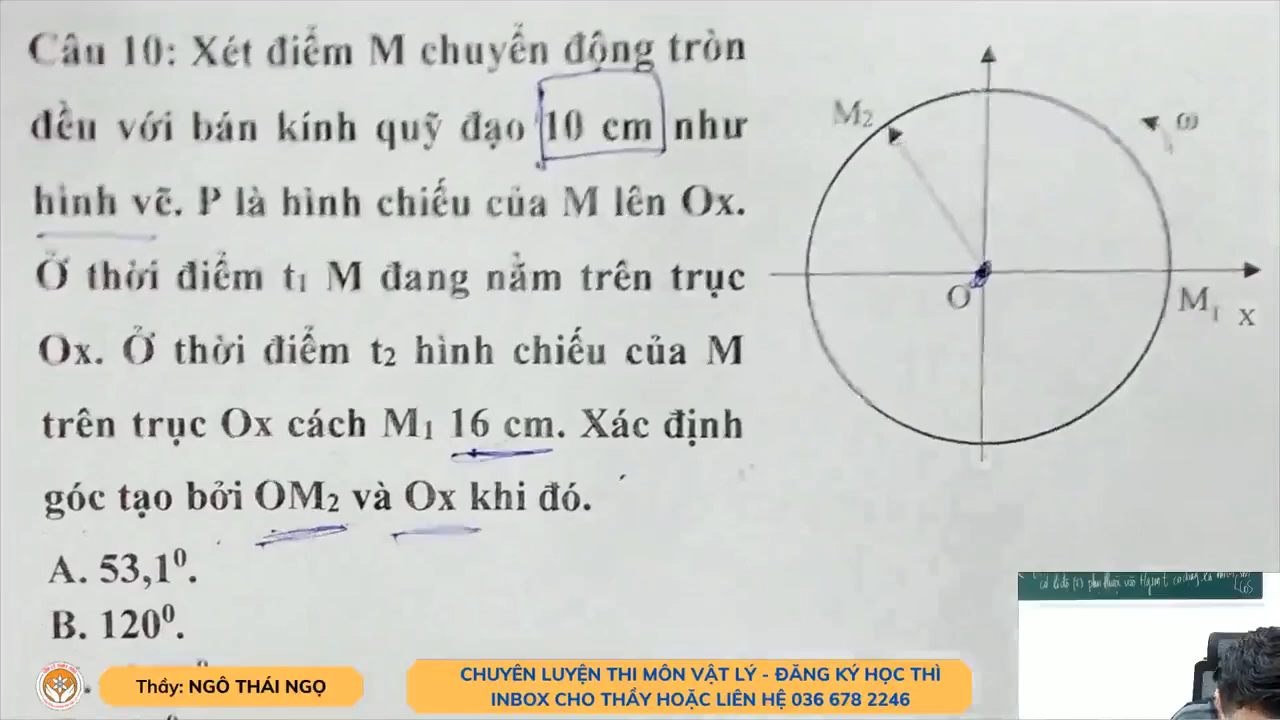 Câu 10: Xét điểm M chuyển động tròn
đều với bán kính quỹ đạo 10 cm như
hình vẽ. P là hình chiếu của M lên Ox.
Ở thời điểm t₁ M đang nằm trên trục
Ox. Ở thời điểm t₂ hình chiếu của M
trên trục Ox cách M₁ 16 cm. Xác định
góc tạo bởi OM₂ và Ox khi đó.
A. 53,1⁰.
B. 120⁰.
M₂
ω
O
M₁
x
Thầy: NGÔ THÁI NGỌ
CHUYÊN LUYỆN THI MÔN VẬT LÝ - ĐĂNG KÝ HỌC THÌ
INBOX CHO THẦY HOẶC LIÊN HỆ 036 678 2246